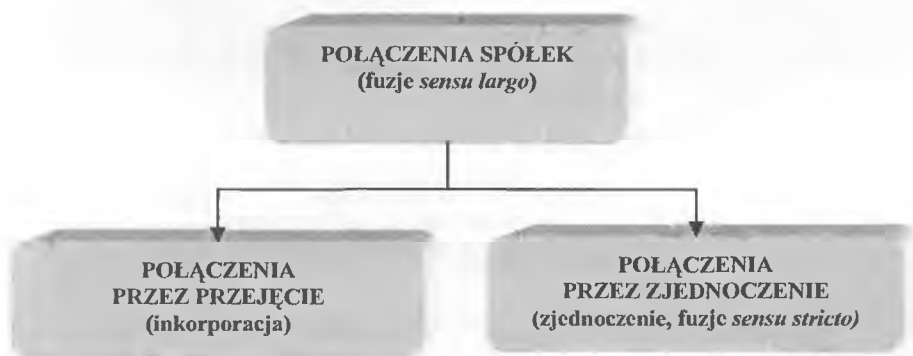 POŁĄCZENIA SPÓŁEK
(fuzje sensu largo)
POŁĄCZENIA
PRZEZ PRZEJĘCIE
(inkorporacja)
POŁĄCZENIA
PRZEZ ZJEDNOCZENIE
(zjednoczenie, fuzje sensu stricto)